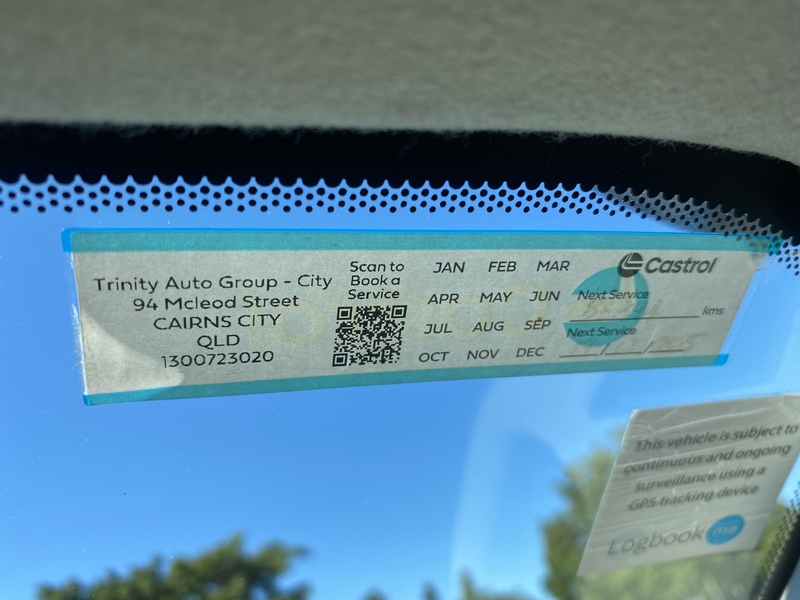 Trinity Auto Group - City
94 Mcleod Street
CAIRNS CITY
QLD
1300723020
Scan to
Book a
Service
JAN FEB MAR
APR MAY JUN
JUL AUG SEP
OCT NOV DEC
Castrol
Next Service
kms
Next Service
This vehicle is subject to
continuous and ongoing
surveillance using a
GPS tracking device
Logbook me